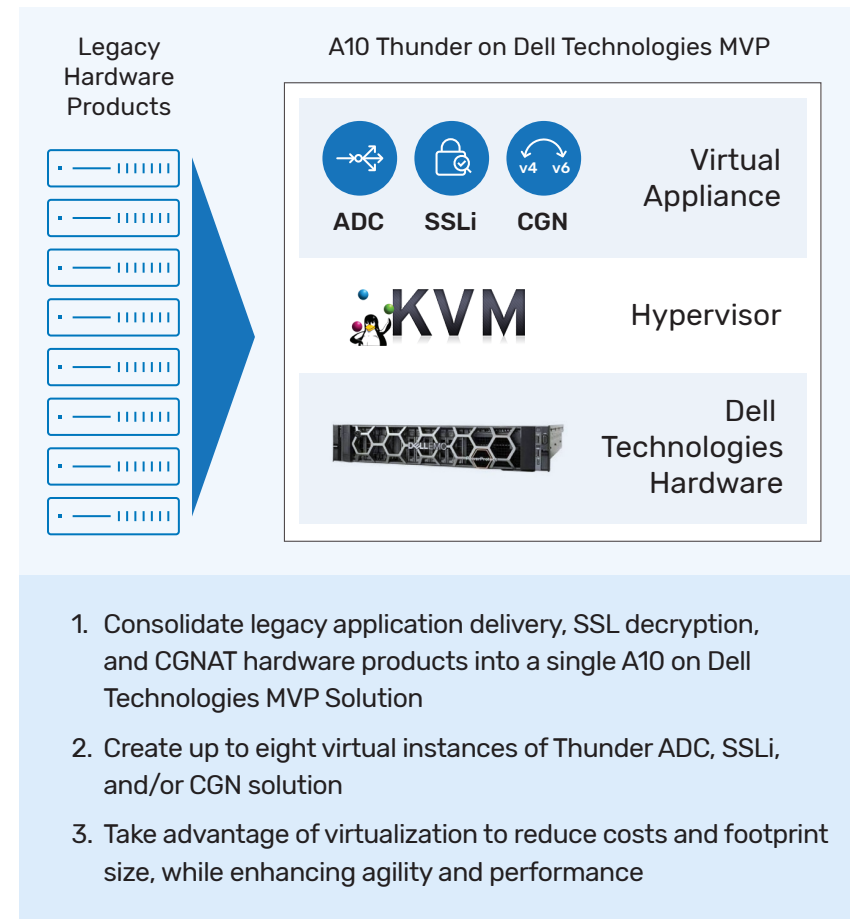 Legacy
Hardware
Products
A10 Thunder on Dell Technologies MVP
v4 v6
ADC SSLi CGN
Virtual
Appliance
KVM
Hypervisor
DELLEMC
Dell
Technologies
Hardware
1. Consolidate legacy application delivery, SSL decryption,
and CGNAT hardware products into a single A10 on Dell
Technologies MVP Solution
2. Create up to eight virtual instances of Thunder ADC, SSLi,
and/or CGN solution
3. Take advantage of virtualization to reduce costs and footprint
size, while enhancing agility and performance